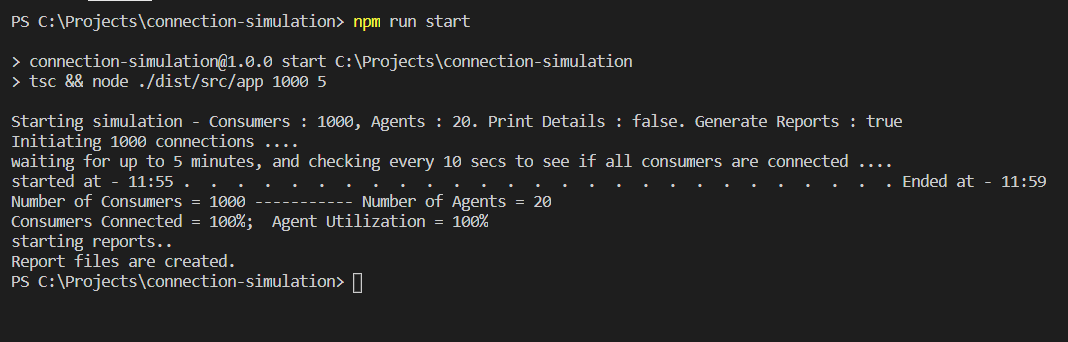 PS C:\Projects\connection-simulation> npm run start
> connection-simulation@1.0.0 start C:\Projects\connection-simulation
> tsc && node ./dist/src/app 1000 5
Starting simulation - Consumers : 1000, Agents : 20. Print Details : false. Generate Reports : true
Initiating 1000 connections ....
waiting for up to 5 minutes, and checking every 10 secs to see if all consumers are connected ....
started at - 11:55 . . . . . . . . . . . . . . . . . . . . . . . . . . . Ended at - 11:59
Number of Consumers = 1000 ----------- Number of Agents = 20
Consumers Connected = 100%;  Agent Utilization = 100%
starting reports..
Report files are created.
PS C:\Projects\connection-simulation>